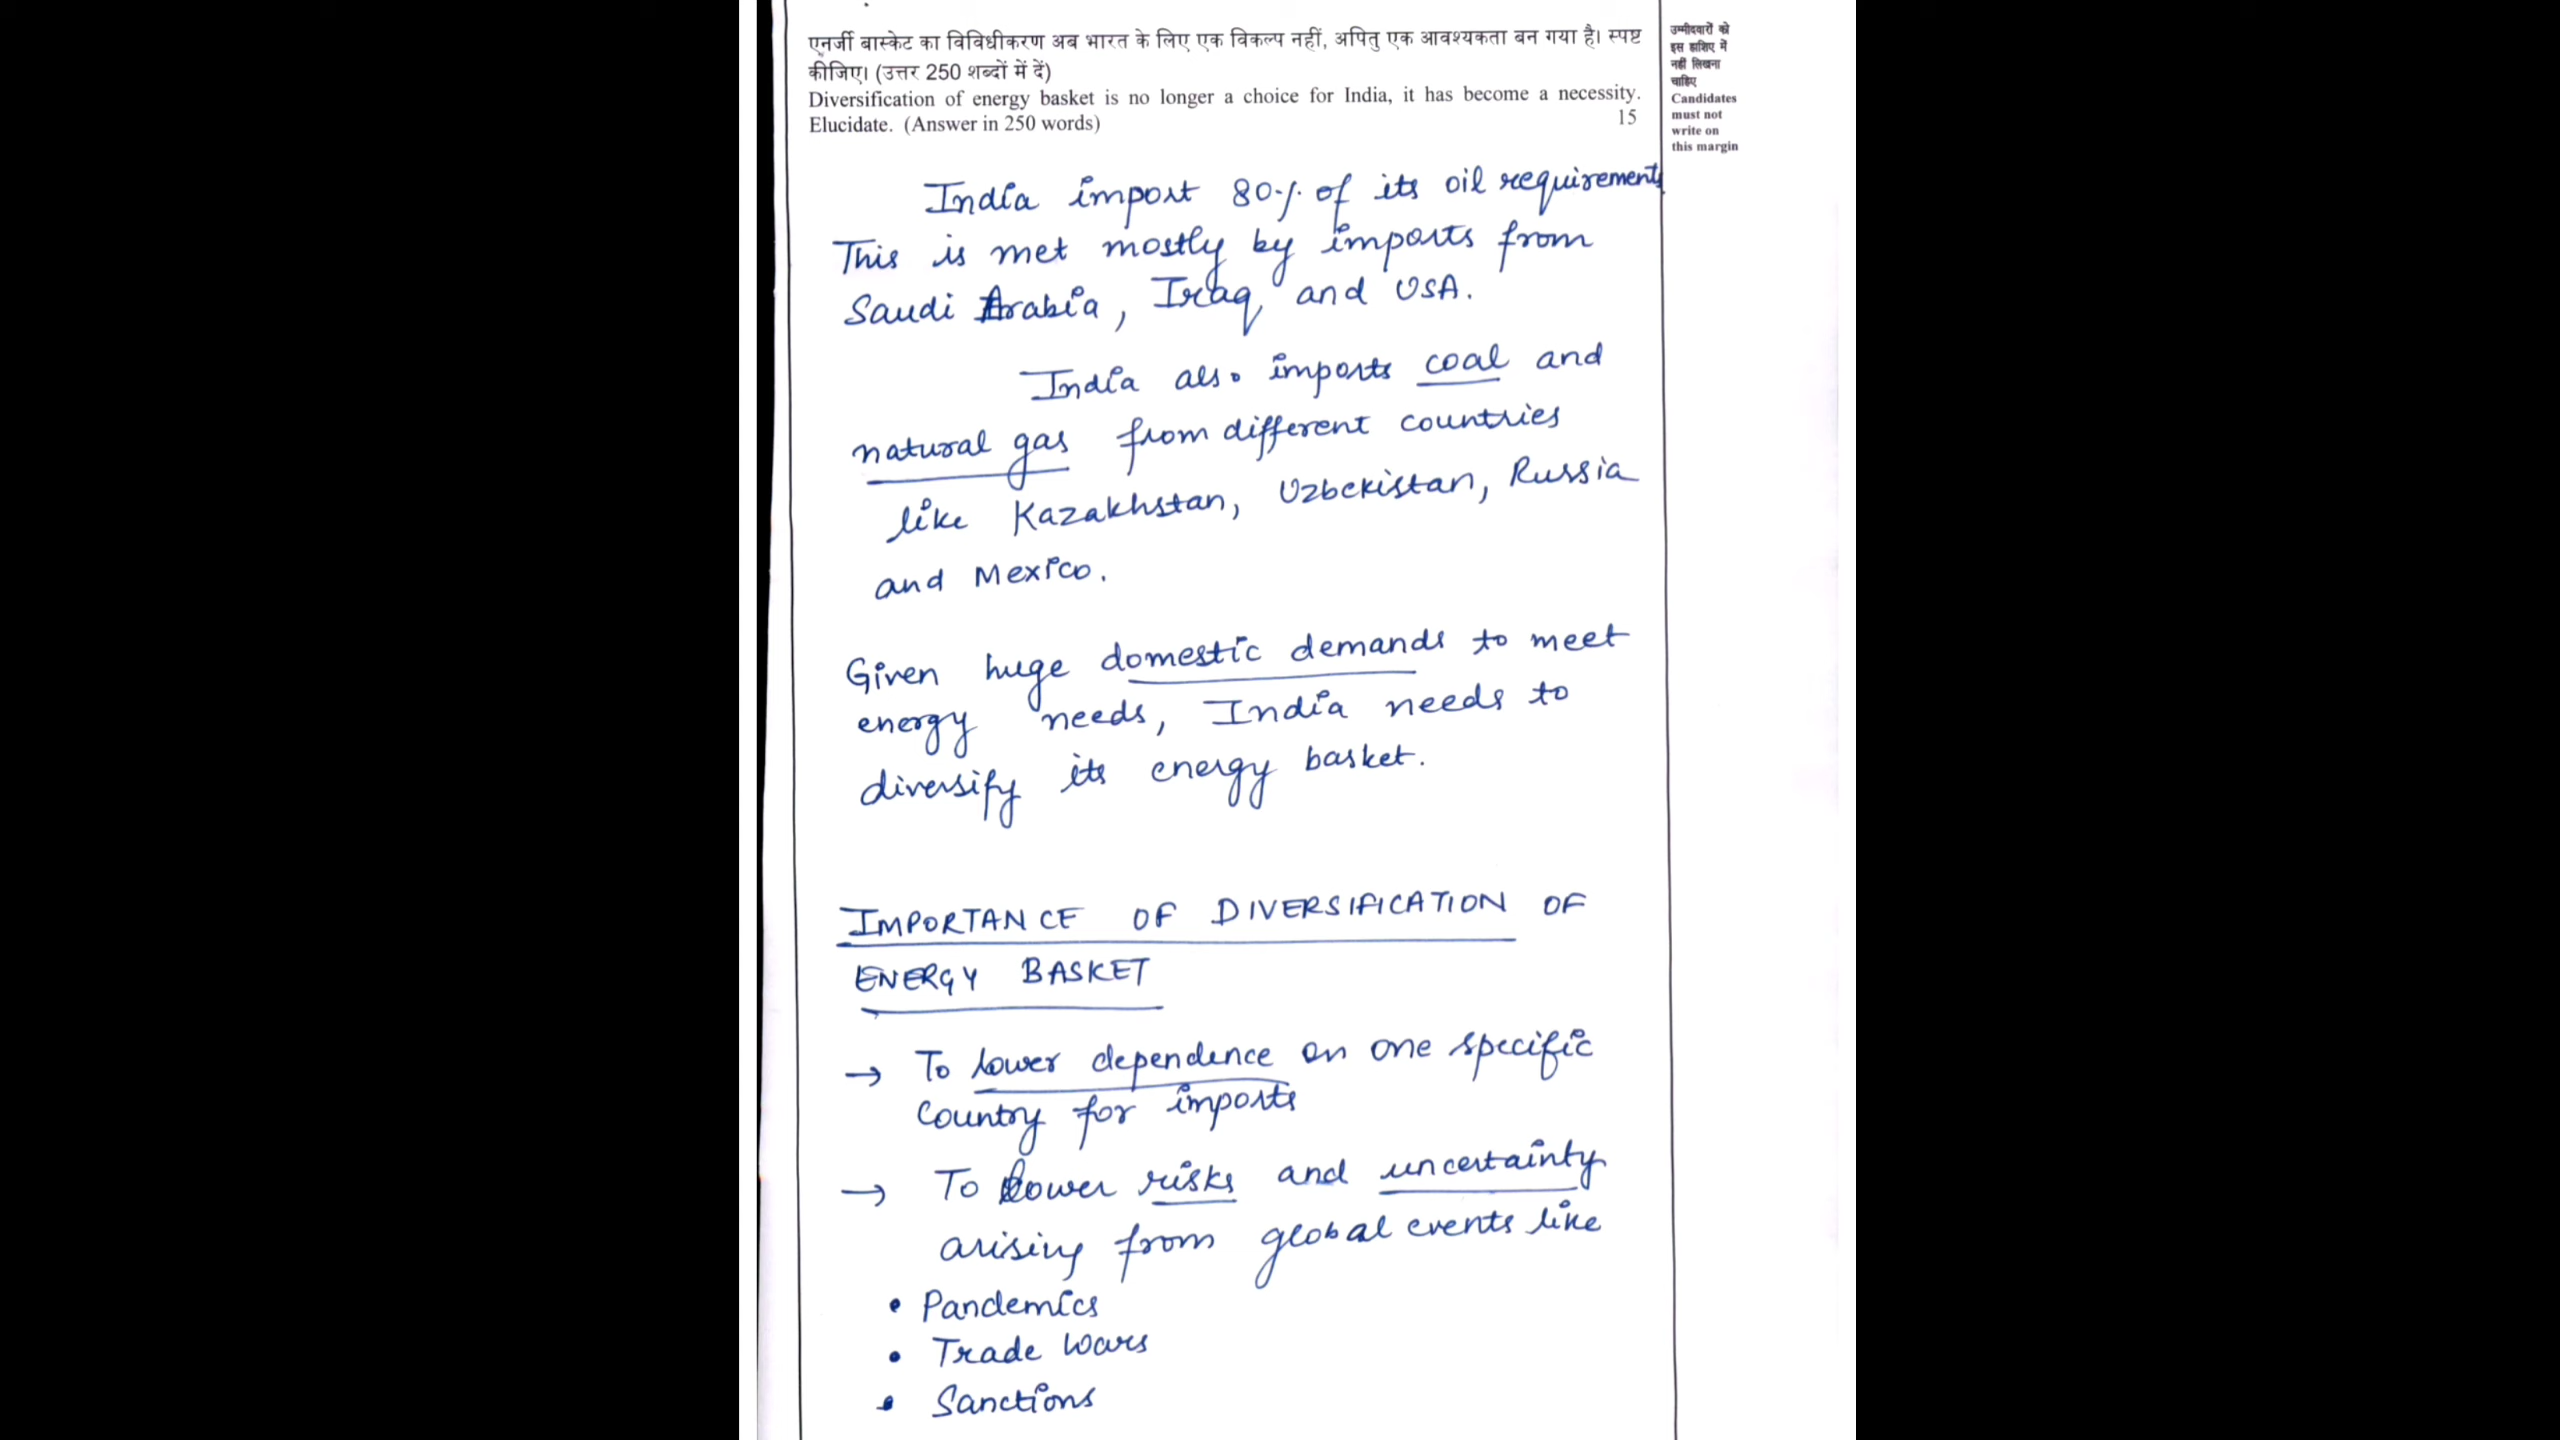 एनर्जी बास्केट का विविधीकरण अब भारत के लिए एक विकल्प नहीं, अपितु एक आवश्यकता बन गया है। स्पष्ट
कीजिए। (उत्तर 250 शब्दों में दें)
Diversification of energy basket is no longer a choice for India, it has become a necessity.
Elucidate. (Answer in 250 words) 15
उम्मीदवारों को
इस हाशिए में
नहीं लिखना
चाहिए
Candidates
must not
write on
this margin
India import 80% of its oil requirements
This is met mostly by imports from
Saudi Arabia, Iraq and USA.
India also imports coal and
natural gas from different countries
like Kazakhstan, Uzbekistan, Russia
and Mexico.
Given huge domestic demands to meet
energy needs, India needs to
diversify its energy basket.
IMPORTANCE OF DIVERSIFICATION OF
ENERGY BASKET
→ To lower dependence on one specific
country for imports
→ To lower risks and uncertainty
arising from global events like
• Pandemics
• Trade wars
• Sanctions